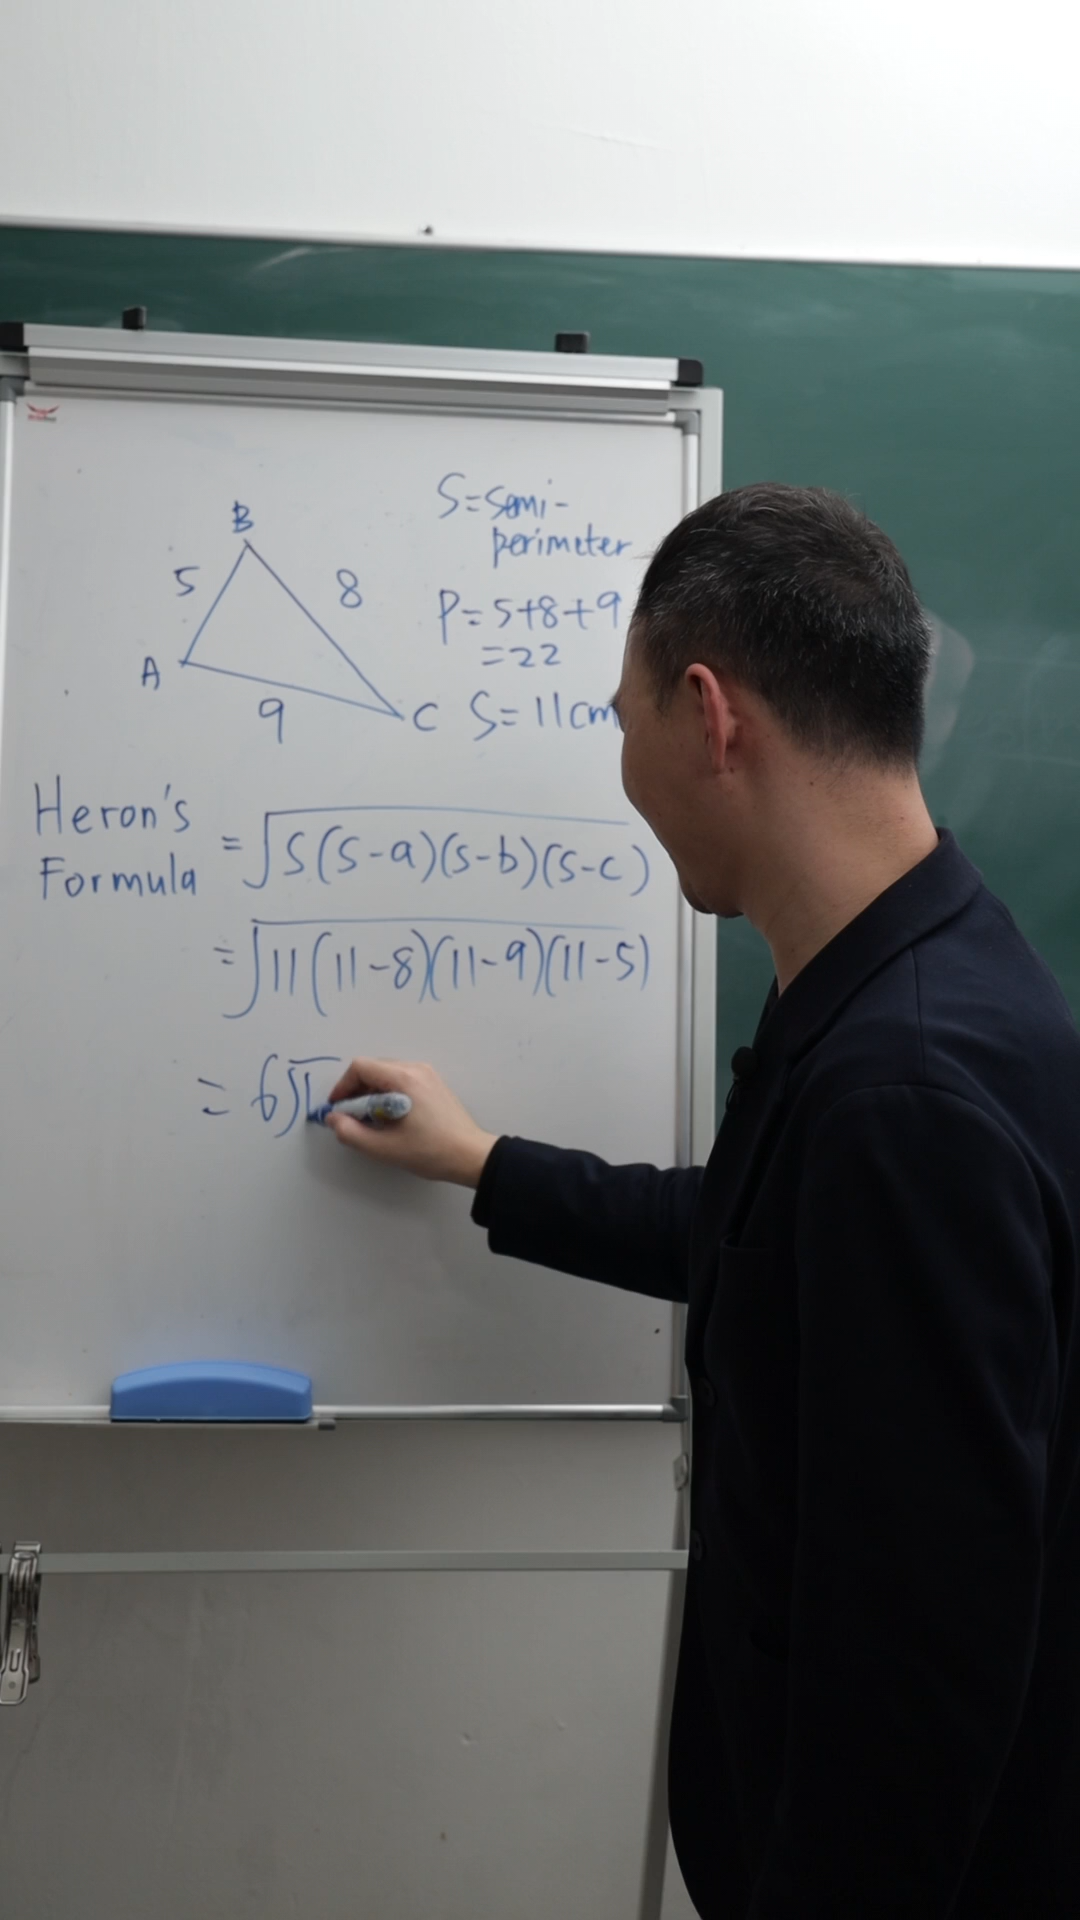 B
5
8
A
9
C
S=Semi-
perimeter
P=5+8+9
=22
S=11cm
Heron's
Formula
=√S(S-a)(s-b)(s-c)
=√11(11-8)(11-9)(11-5)
= 6√